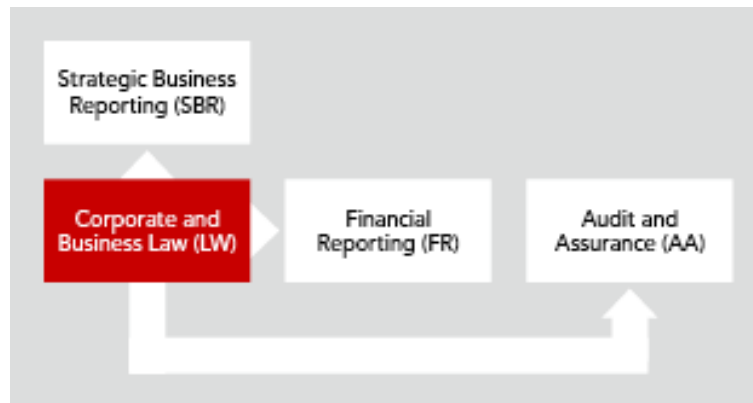 Strategic Business
Reporting (SBR)
Corporate and
Business Law (LW)
Financial
Reporting (FR)
Audit and
Assurance (AA)